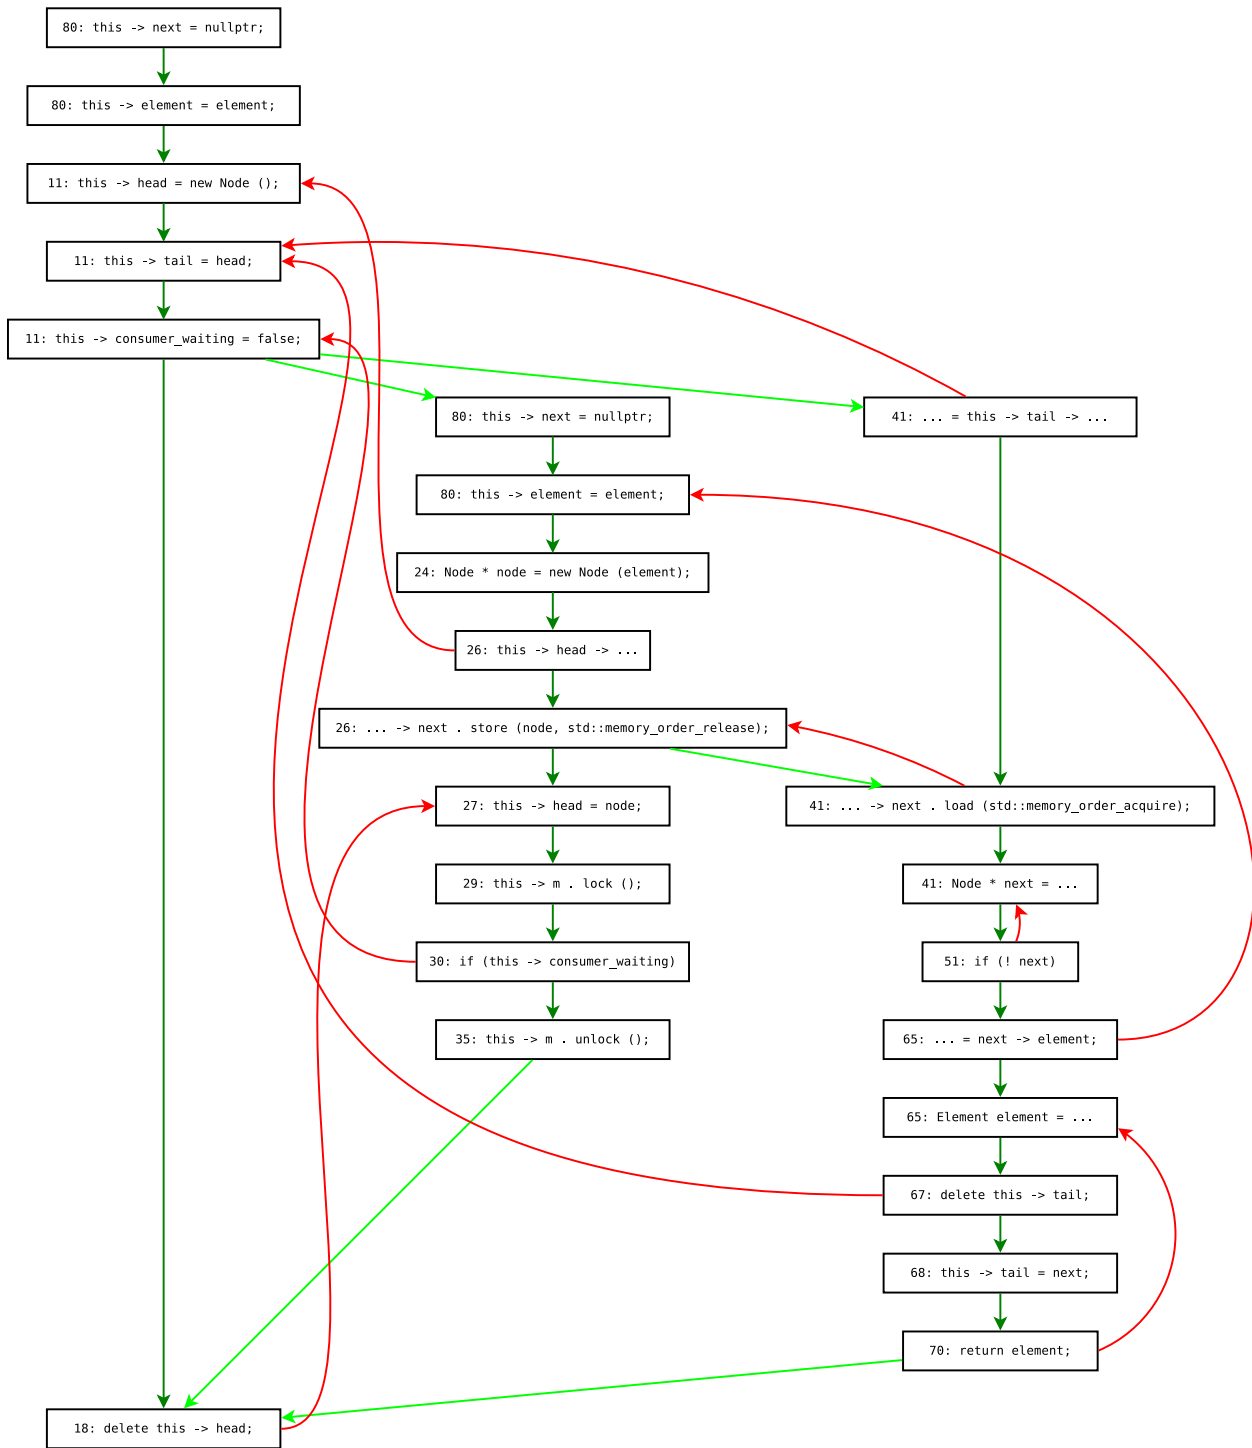 80: this -> next = nullptr;
80: this -> element = element;
11: this -> head = new Node ();
11: this -> tail = head;
11: this -> consumer_waiting = false;
80: this -> next = nullptr;
41: ... = this -> tail -> ...
80: this -> element = element;
24: Node * node = new Node (element);
26: this -> head -> ...
26: ... -> next . store (node, std::memory_order_release);
27: this -> head = node;
41: ... -> next . load (std::memory_order_acquire);
29: this -> m . lock ();
41: Node * next = ...
30: if (this -> consumer_waiting)
51: if (! next)
35: this -> m . unlock ();
65: ... = next -> element;
65: Element element = ...
67: delete this -> tail;
68: this -> tail = next;
70: return element;
18: delete this -> head;